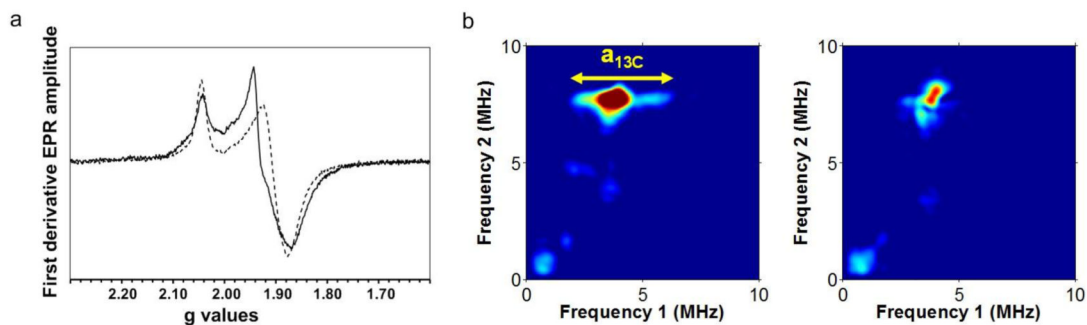 a
First derivative EPR amplitude
2.20 2.10 2.00 1.90 1.80 1.70
g values
b
a13C
10
5
0
Frequency 2 (MHz)
0 5 10
Frequency 1 (MHz)
10
5
0
Frequency 2 (MHz)
0 5 10
Frequency 1 (MHz)